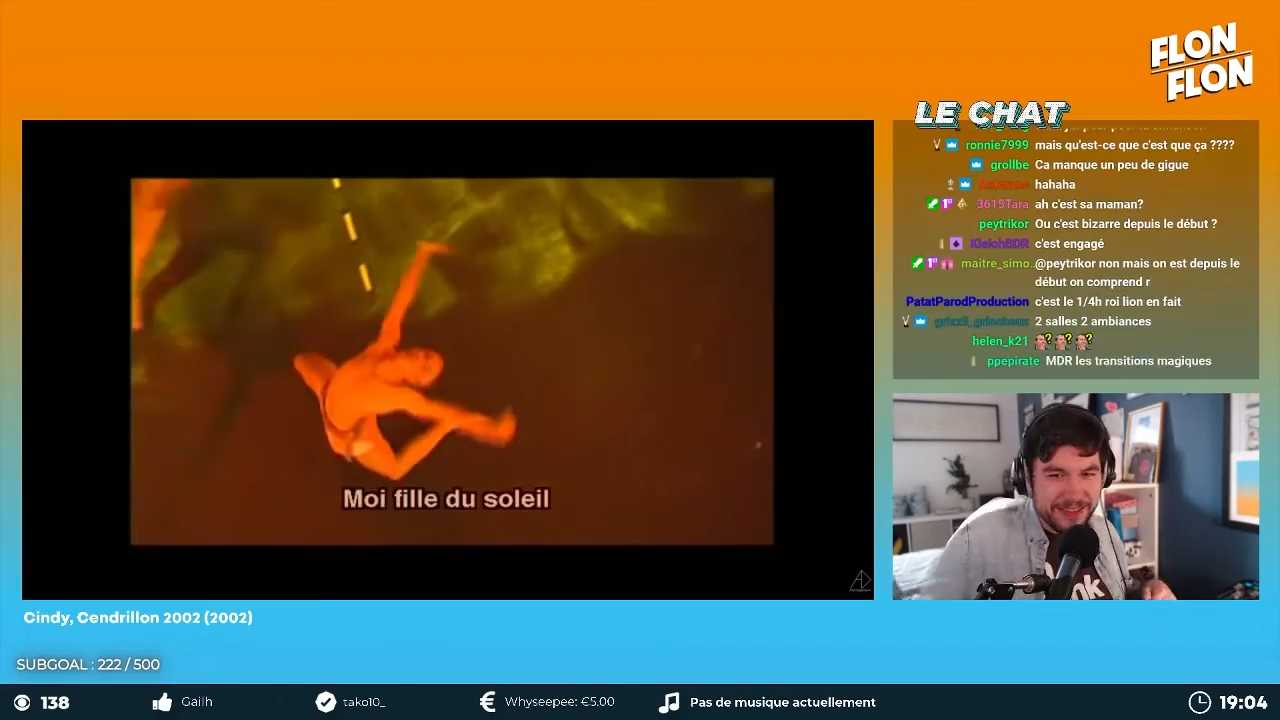 FLON
FLON
LE CHAT
ronnie7999 mais qu'est-ce que c'est que ça ????
grollbe Ca manque un peu de gigue
hahaha
3615Tara ah c'est sa maman?
peytrikor Ou c'est bizarre depuis le début ?
KleichBDR c'est engagé
maitre_simo.. @peytrikor non mais on est depuis le
début on comprend r
PatatParodProduction c'est le 1/4h roi lion en fait
2 salles 2 ambiances
helen_k21
ppepirate MDR les transitions magiques
Moi fille du soleil
Cindy, Cendrillon 2002 (2002)
SUBGOAL : 222 / 500
138
Gailh
tako10_
Whyseepee: €5.00
Pas de musique actuellement
19:04